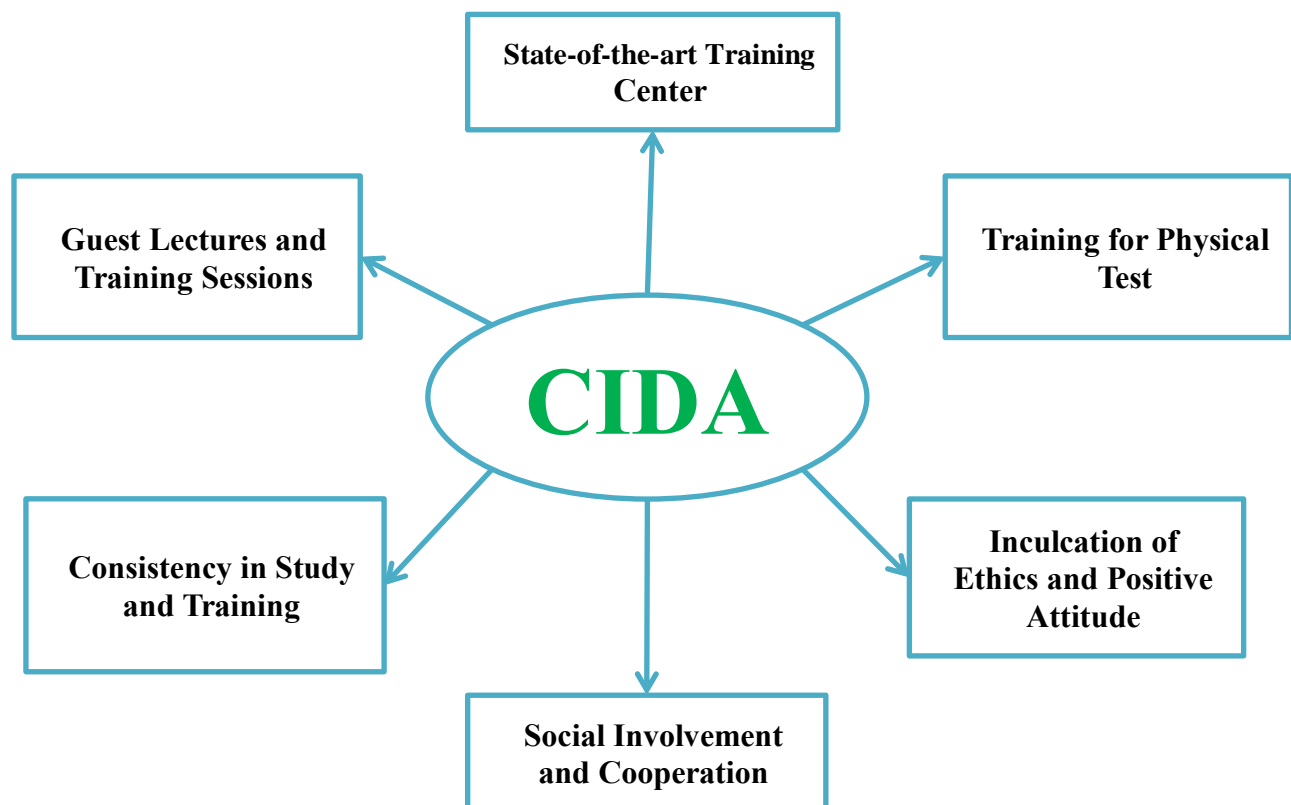 State-of-the-art Training
Center
Guest Lectures and
Training Sessions
Training for Physical
Test
CIDA
Consistency in Study
and Training
Inculcation of
Ethics and Positive
Attitude
Social Involvement
and Cooperation